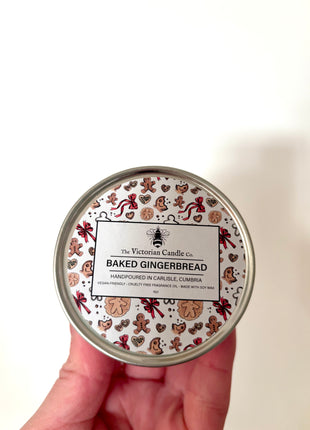 The Victorian Candle Co.
BAKED GINGERBREAD
HANDPOURED IN CARLISLE, CUMBRIA
VEGAN-FRIENDLY - CRUELTY FREE FRAGRANCE OIL - MADE WITH SOY WAX